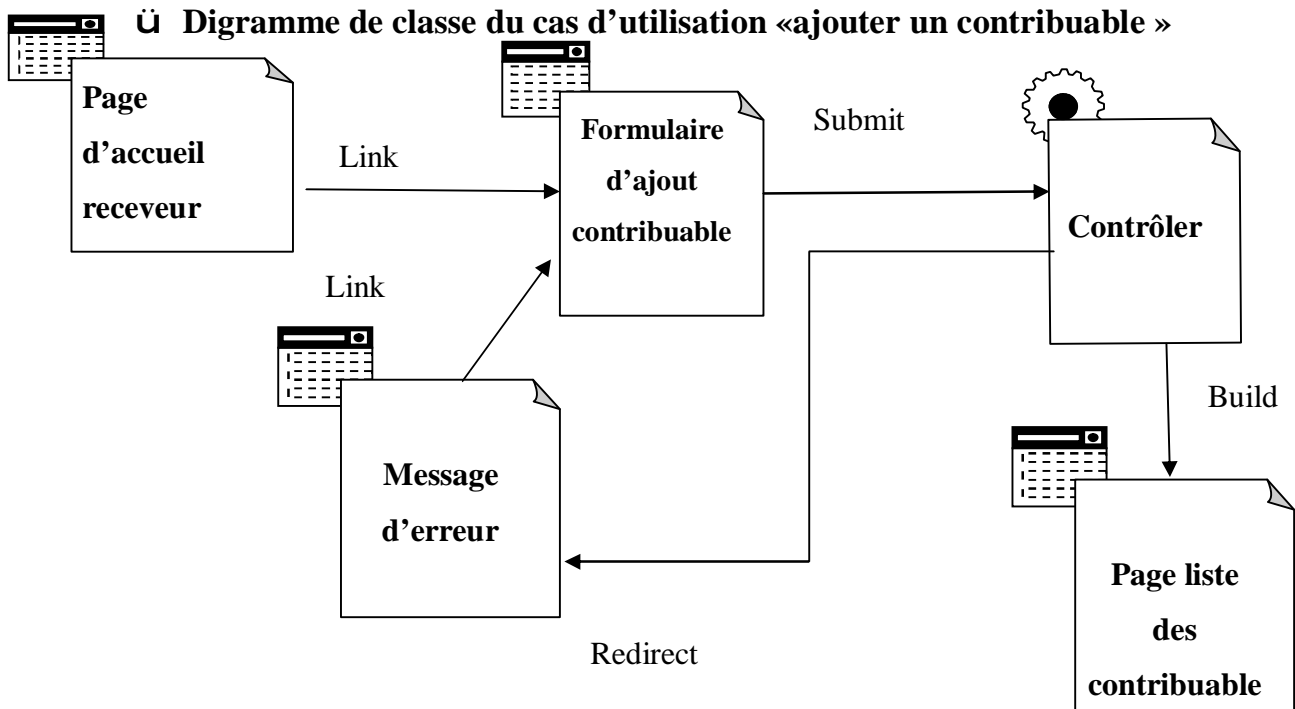 ü Digramme de classe du cas d’utilisation «ajouter un contribuable »
Page
d’accueil
receveur
Link
Formulaire
d’ajout
contribuable
Submit
Contrôler
Link
Message
d’erreur
Build
Redirect
Page liste
des
contribuable